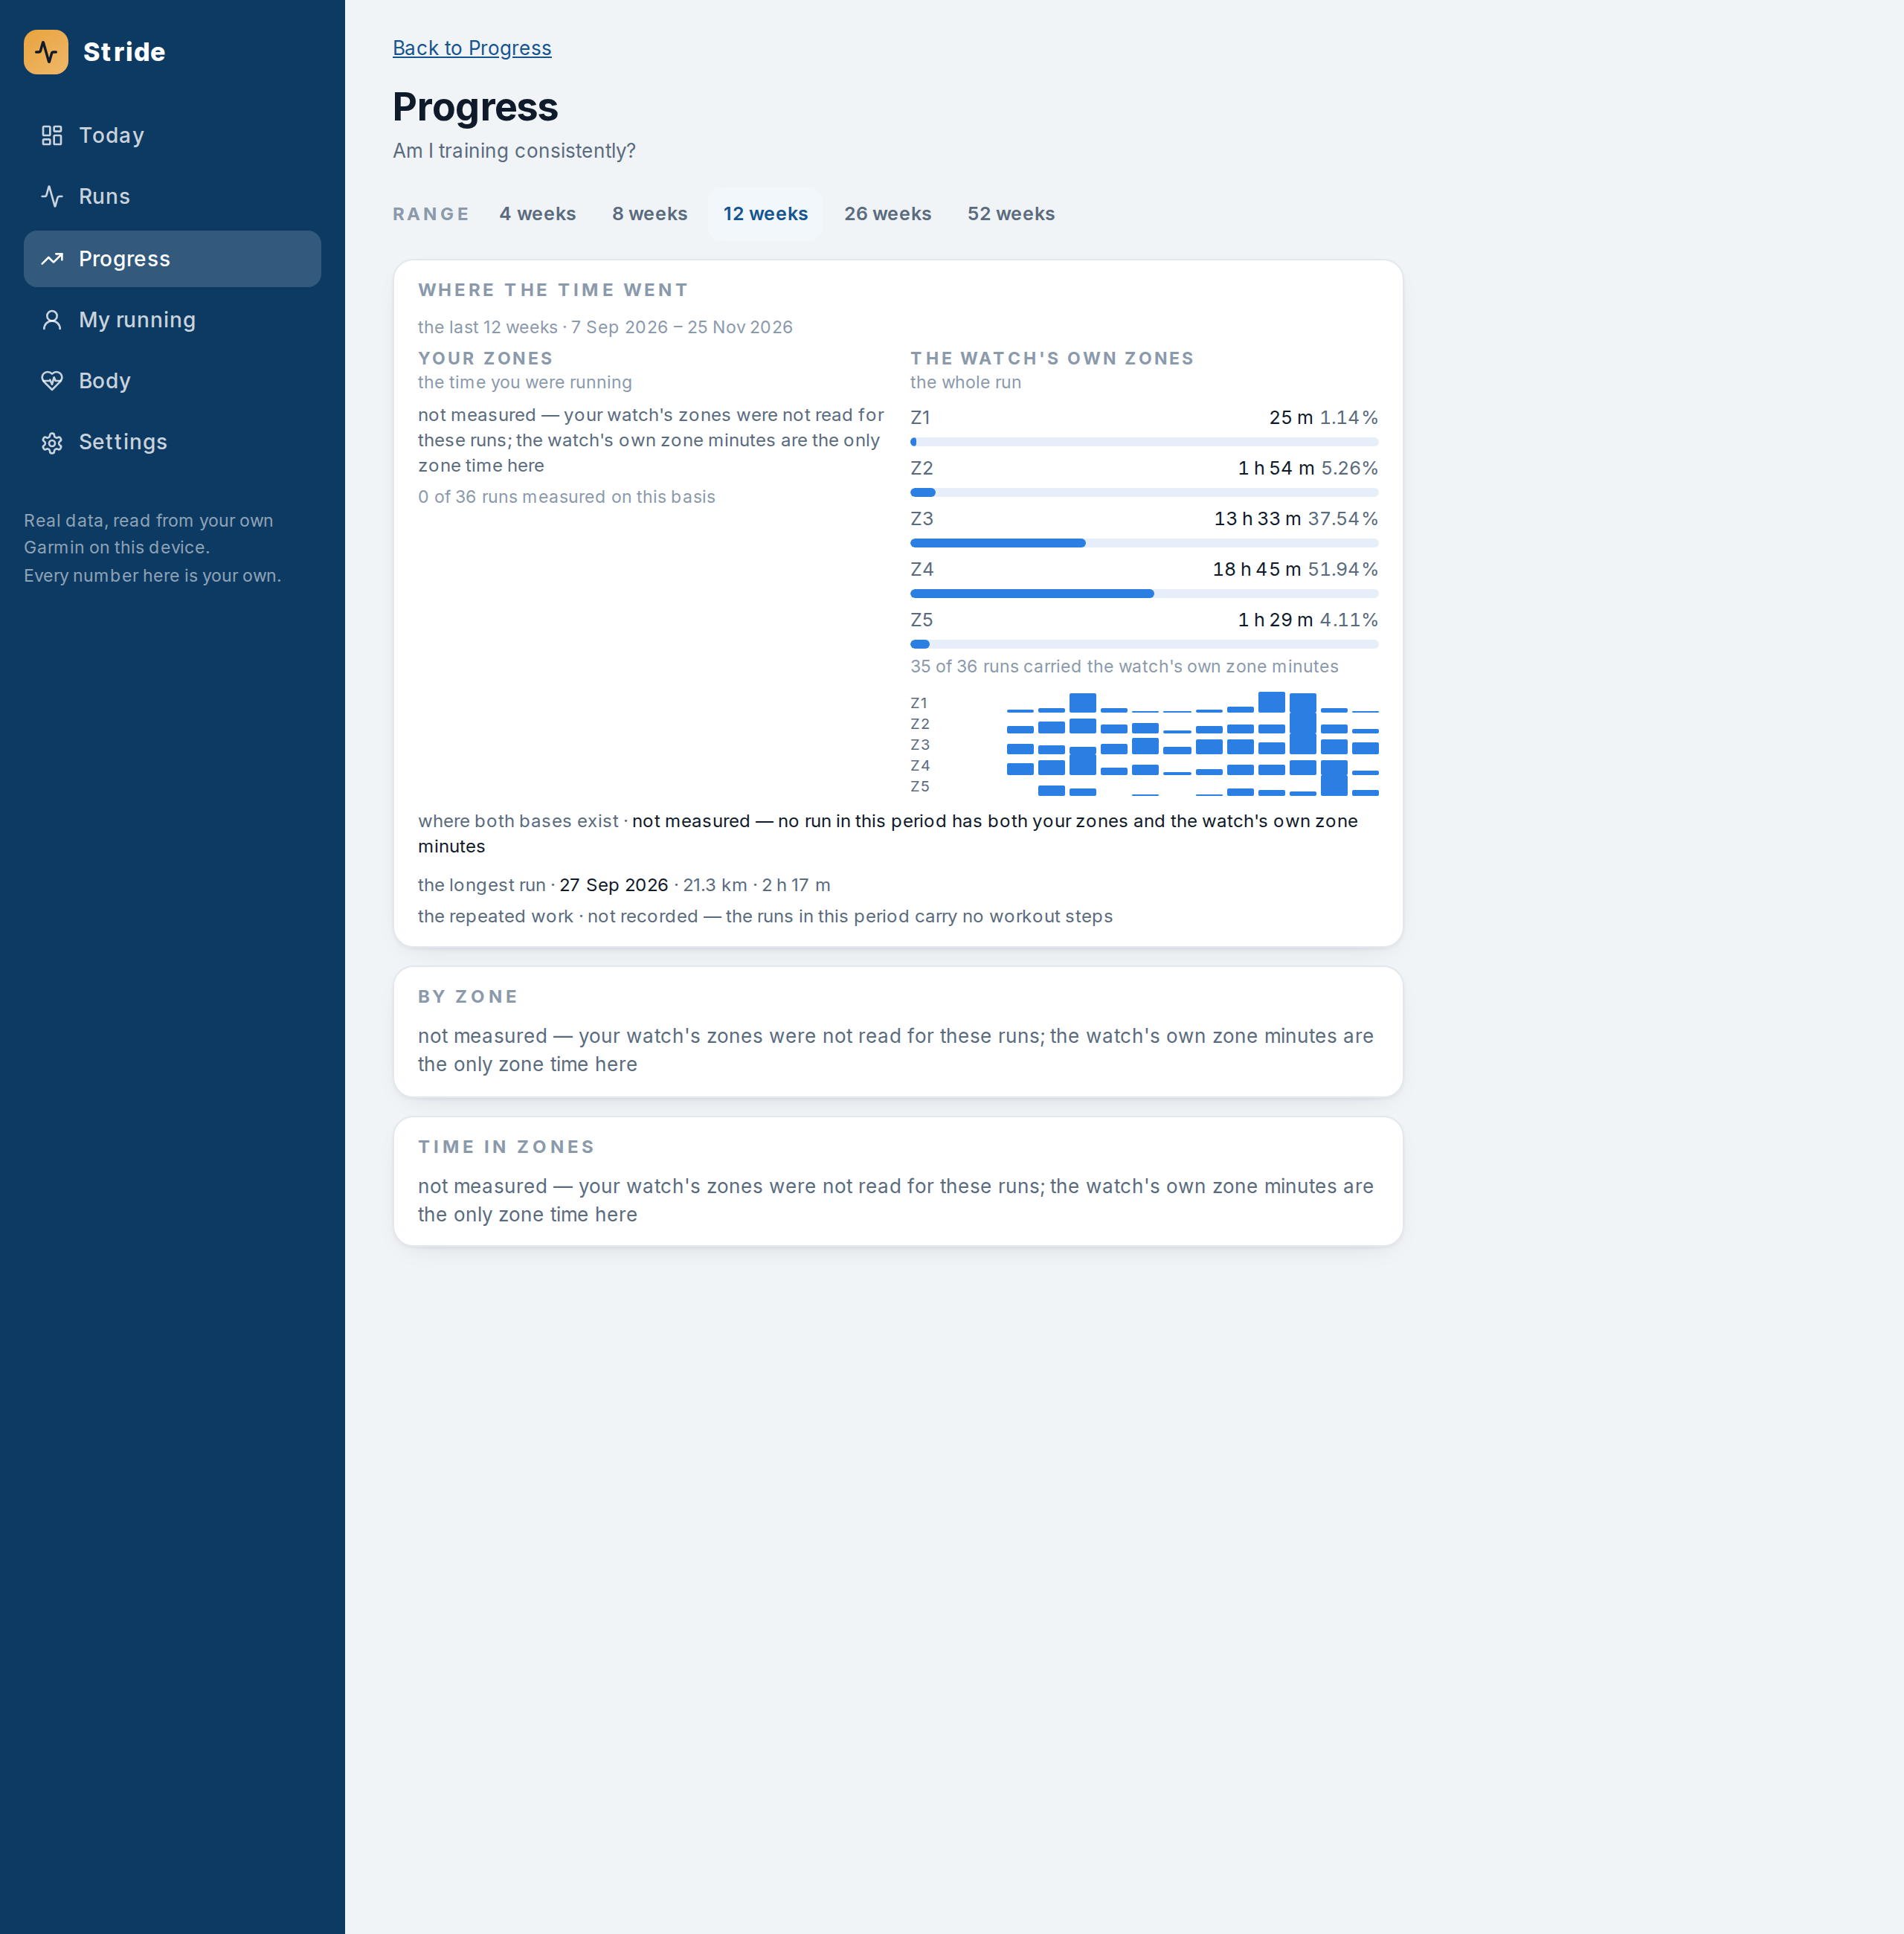 Stride
Today
Runs
Progress
My running
Body
Settings
Real data, read from your own
Garmin on this device.
Every number here is your own.
Back to Progress
Progress
Am I training consistently?
RANGE 4 weeks 8 weeks 12 weeks 26 weeks 52 weeks
WHERE THE TIME WENT
the last 12 weeks · 7 Sep 2026 – 25 Nov 2026
YOUR ZONES
the time you were running
not measured — your watch's zones were not read for
these runs; the watch's own zone minutes are the only
zone time here
0 of 36 runs measured on this basis
THE WATCH'S OWN ZONES
the whole run
Z1 25 m 1.14%
Z2 1 h 54 m 5.26%
Z3 13 h 33 m 37.54%
Z4 18 h 45 m 51.94%
Z5 1 h 29 m 4.11%
35 of 36 runs carried the watch's own zone minutes
Z1
Z2
Z3
Z4
Z5
where both bases exist · not measured — no run in this period has both your zones and the watch's own zone
minutes
the longest run · 27 Sep 2026 · 21.3 km · 2 h 17 m
the repeated work · not recorded — the runs in this period carry no workout steps
BY ZONE
not measured — your watch's zones were not read for these runs; the watch's own zone minutes are
the only zone time here
TIME IN ZONES
not measured — your watch's zones were not read for these runs; the watch's own zone minutes are
the only zone time here